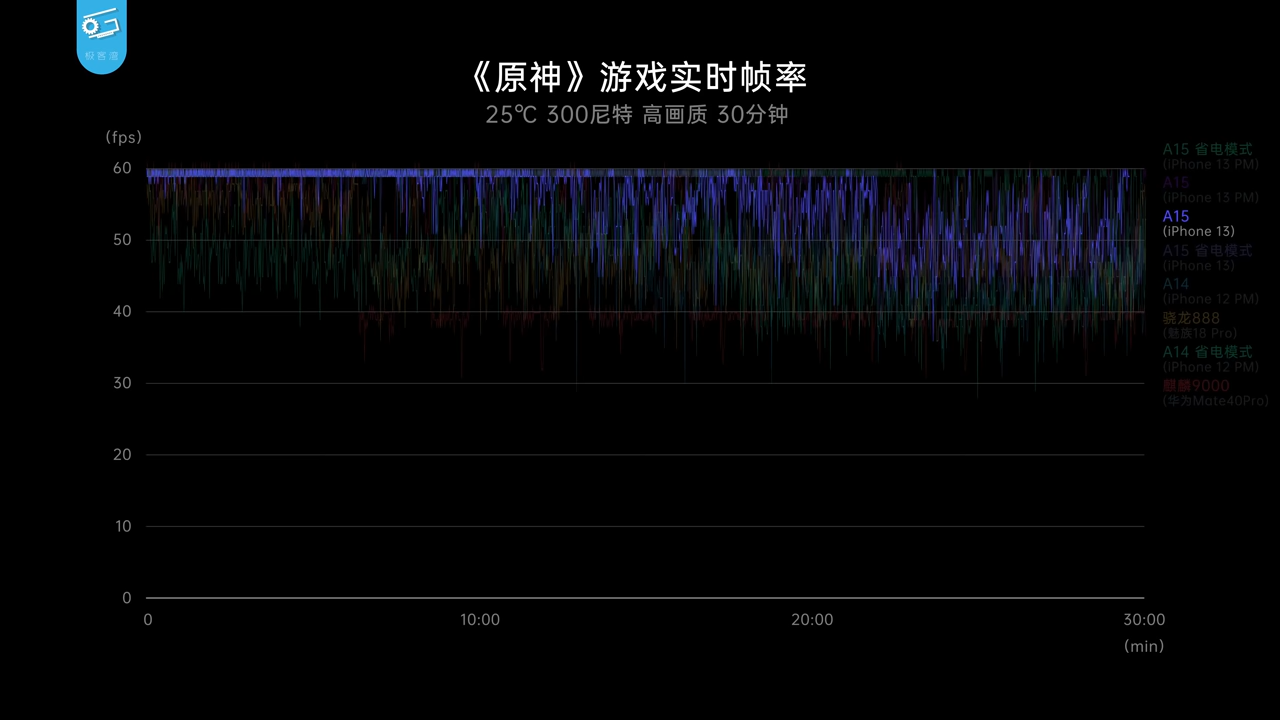 极客湾
《原神》游戏实时帧率
25℃ 300尼特 高画质 30分钟
(fps)
60
50
40
30
20
10
0
0
10:00
20:00
30:00
(min)
A15 省电模式
(iPhone 13 PM)
A15
(iPhone 13 PM)
A15
(iPhone 13)
A15 省电模式
(iPhone 13)
A14
(iPhone 12 PM)
骁龙888
(魅族18 Pro)
A14 省电模式
(iPhone 12 PM)
麒麟9000
(华为Mate40Pro)